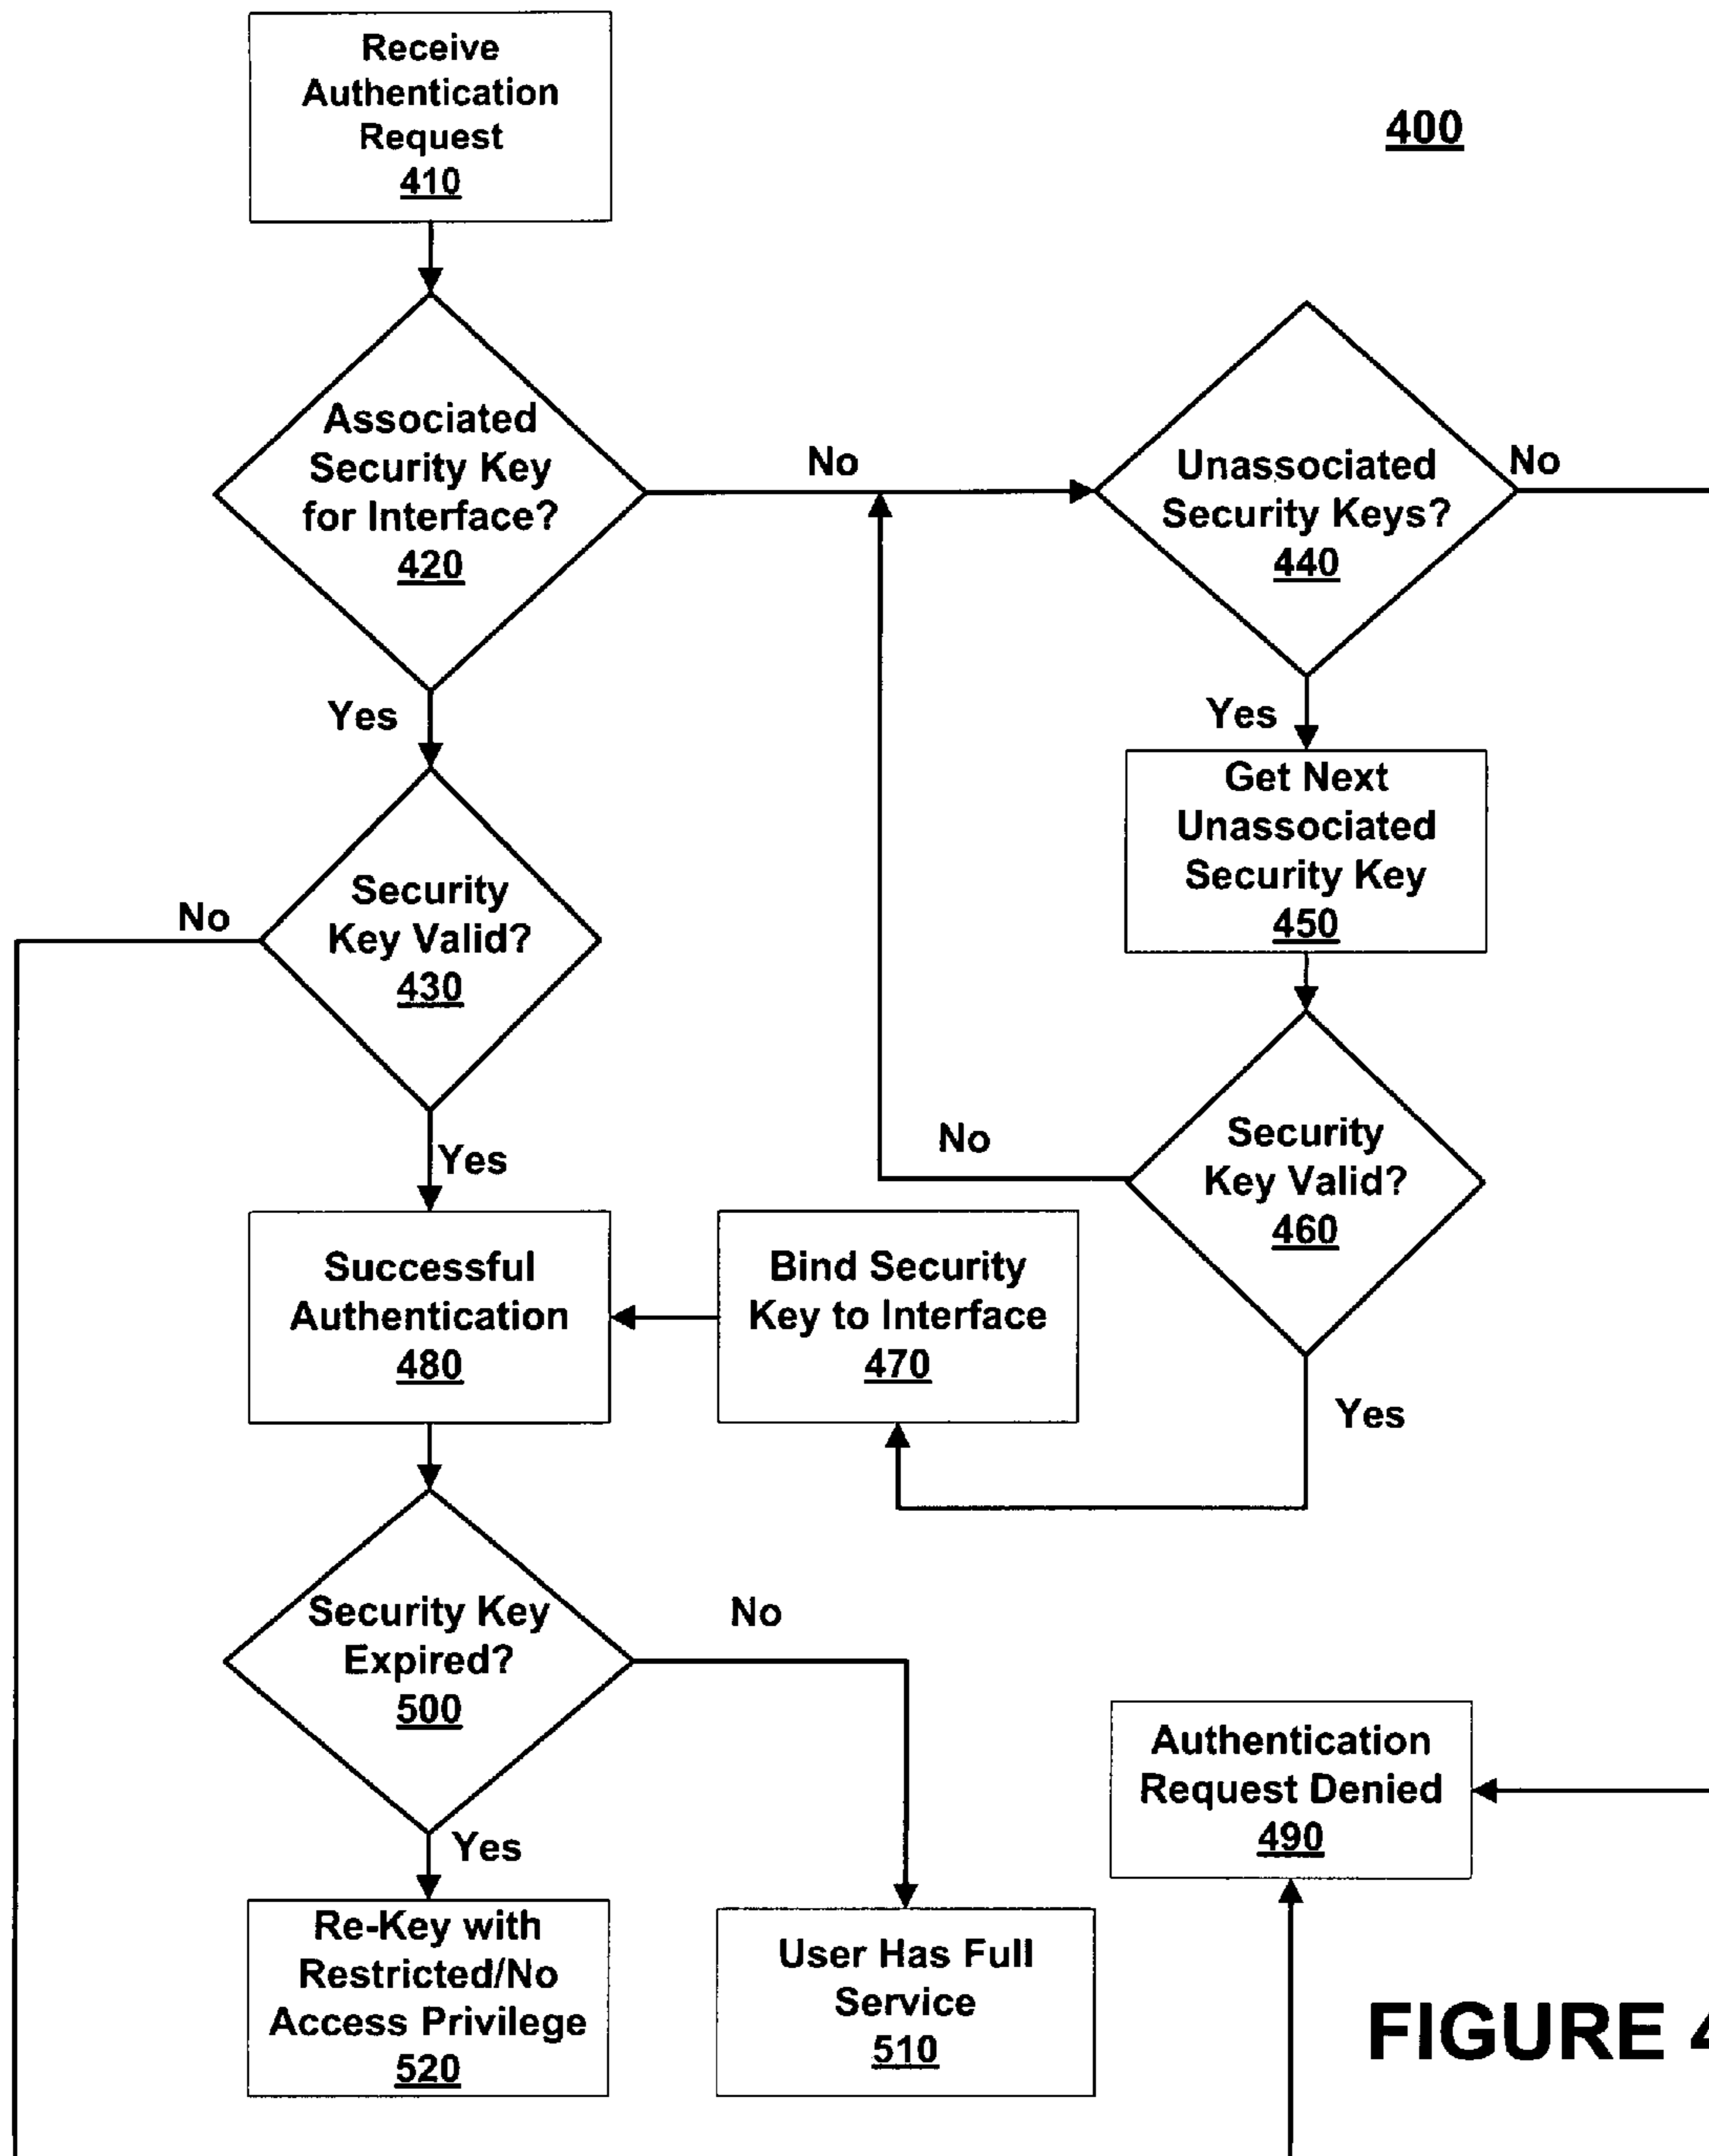 Receive
Authentication
Request
410
400
Associated
Security Key
for Interface?
420
No
Unassociated
Security Keys?
440
No
Yes
Yes
Get Next
Unassociated
Security Key
450
Security
Key Valid?
430
No
Yes
Security
Key Valid?
460
No
Yes
Successful
Authentication
480
Bind Security
Key to Interface
470
Security Key
Expired?
500
No
Yes
Authentication
Request Denied
490
Re-Key with
Restricted/No
Access Privilege
520
User Has Full
Service
510
FIGURE 4